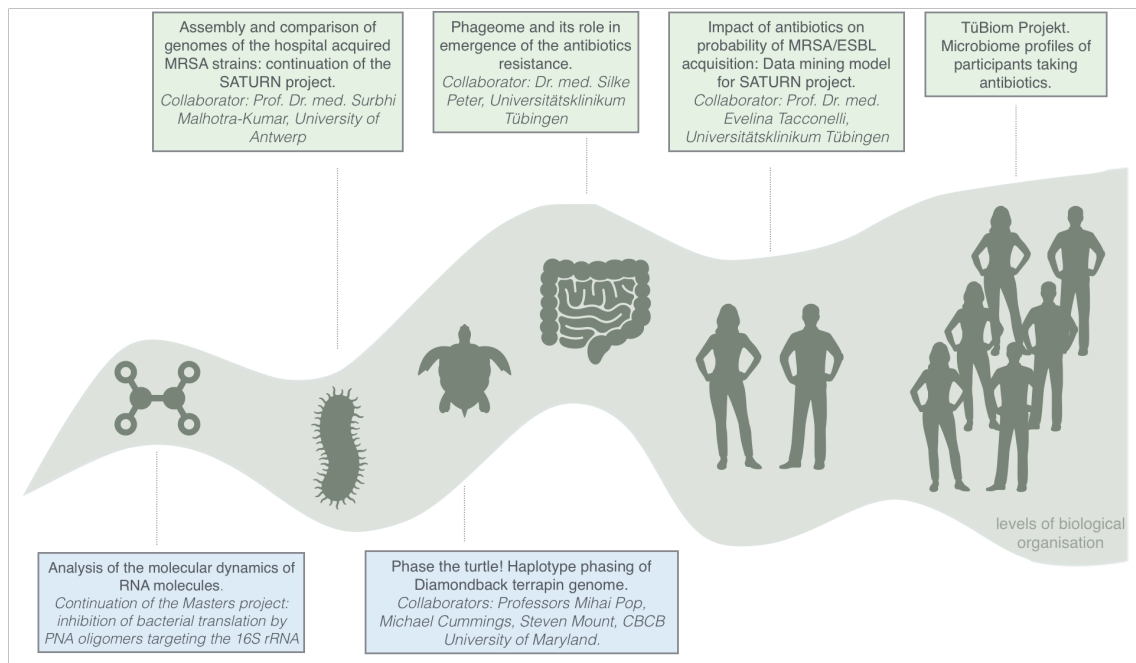 Assembly and comparison of
genomes of the hospital acquired
MRSA strains: continuation of the
SATURN project.
Collaborator: Prof. Dr. med. Surbhi
Malhotra-Kumar, University of
Antwerp
Phageome and its role in
emergence of the antibiotics
resistance.
Collaborator: Dr. med. Silke
Peter, Universitätsklinikum
Tübingen
Impact of antibiotics on
probability of MRSA/ESBL
acquisition: Data mining model
for SATURN project.
Collaborator: Prof. Dr. med.
Evelina Tacconelli,
Universitätsklinikum Tübingen
TüBiom Projekt.
Microbiome profiles of
participants taking
antibiotics.
levels of biological
organisation
Analysis of the molecular dynamics of
RNA molecules.
Continuation of the Masters project:
inhibition of bacterial translation by
PNA oligomers targeting the 16S rRNA
Phase the turtle! Haplotype phasing of
Diamondback terrapin genome.
Collaborators: Professors Mihai Pop,
Michael Cummings, Steven Mount, CBCB
University of Maryland.